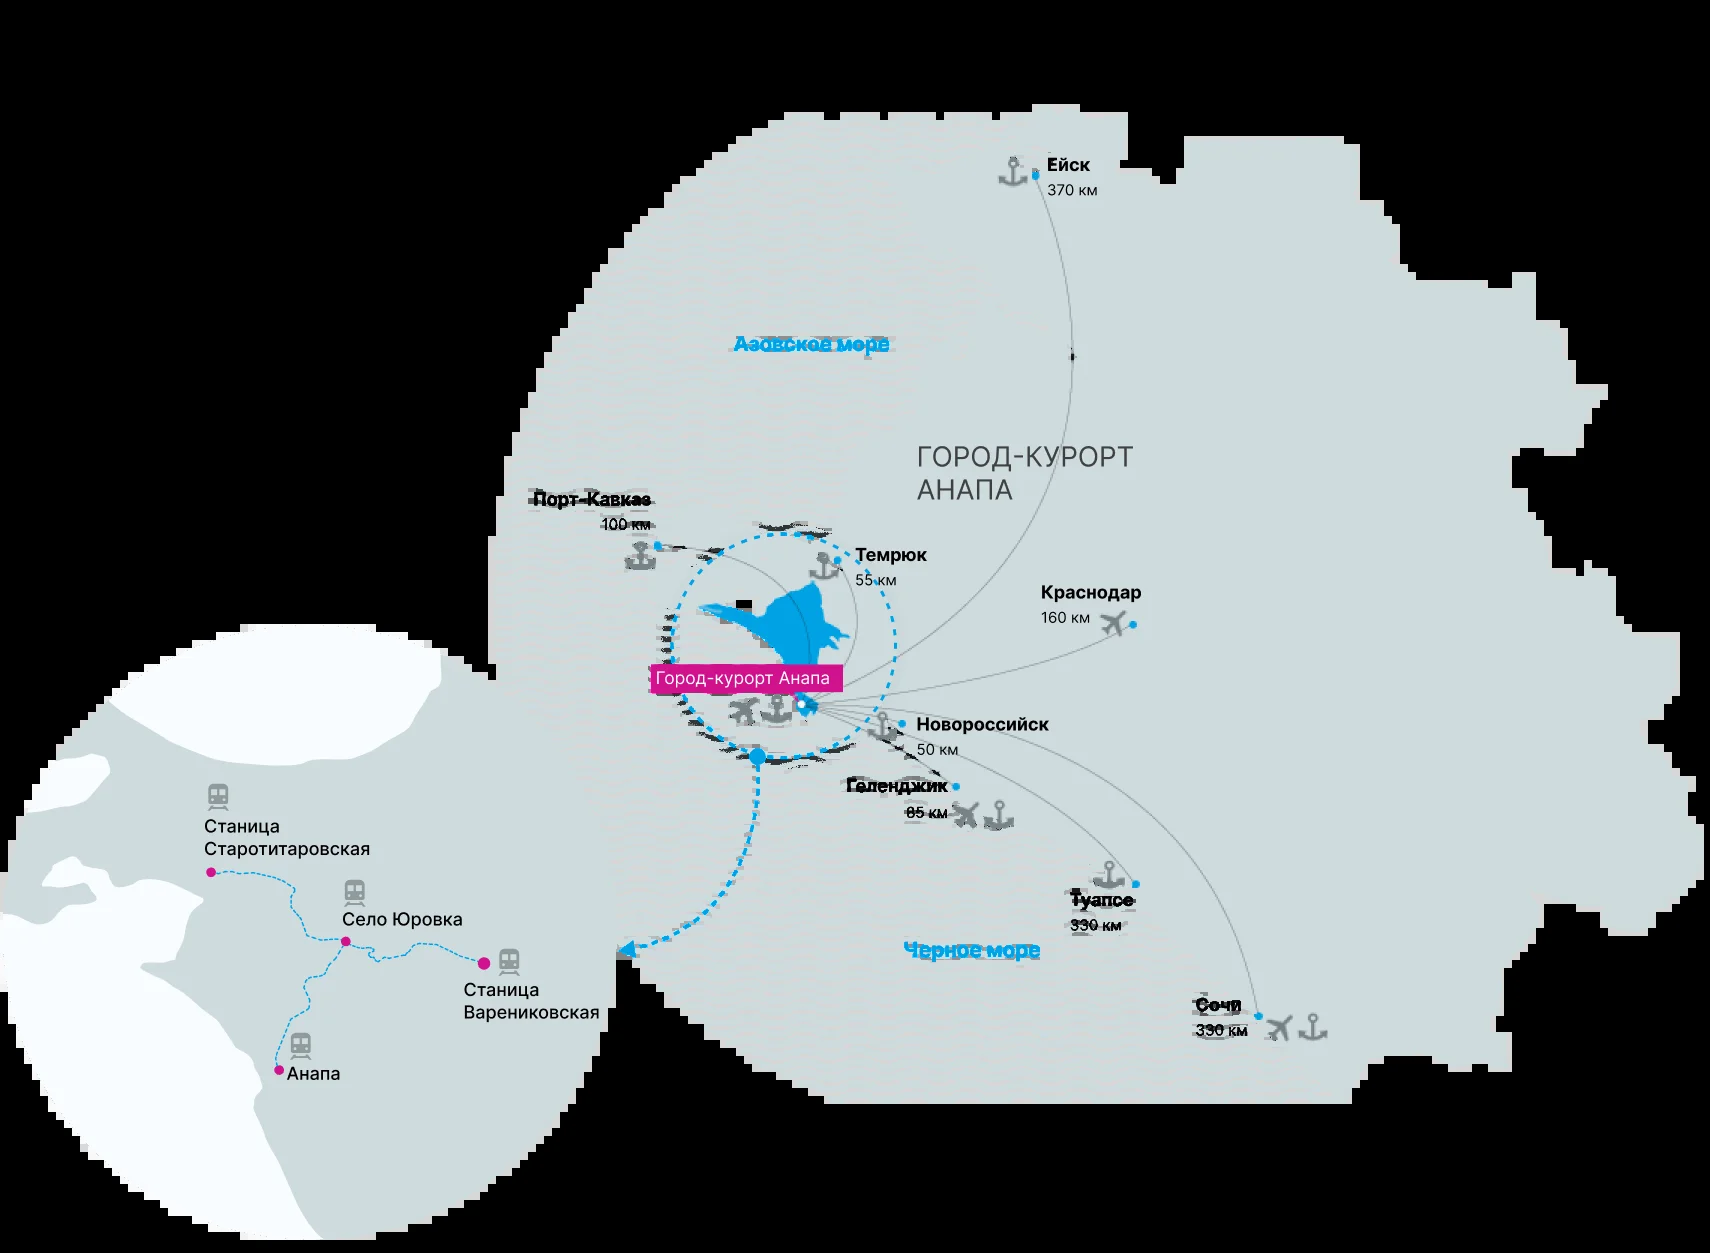 Ейск
370 км
Азовское море
ГОРОД-КУРОРТ
АНАПА
Порт-Кавказ
100 км
Темрюк
55 км
Краснодар
160 км
Город-курорт Анапа
Новороссийск
50 км
Геленджик
85 км
Туапсе
330 км
Черное море
Сочи
330 км
Станица
Старотитаровская
Село Юровка
Станица
Варениковская
Анапа